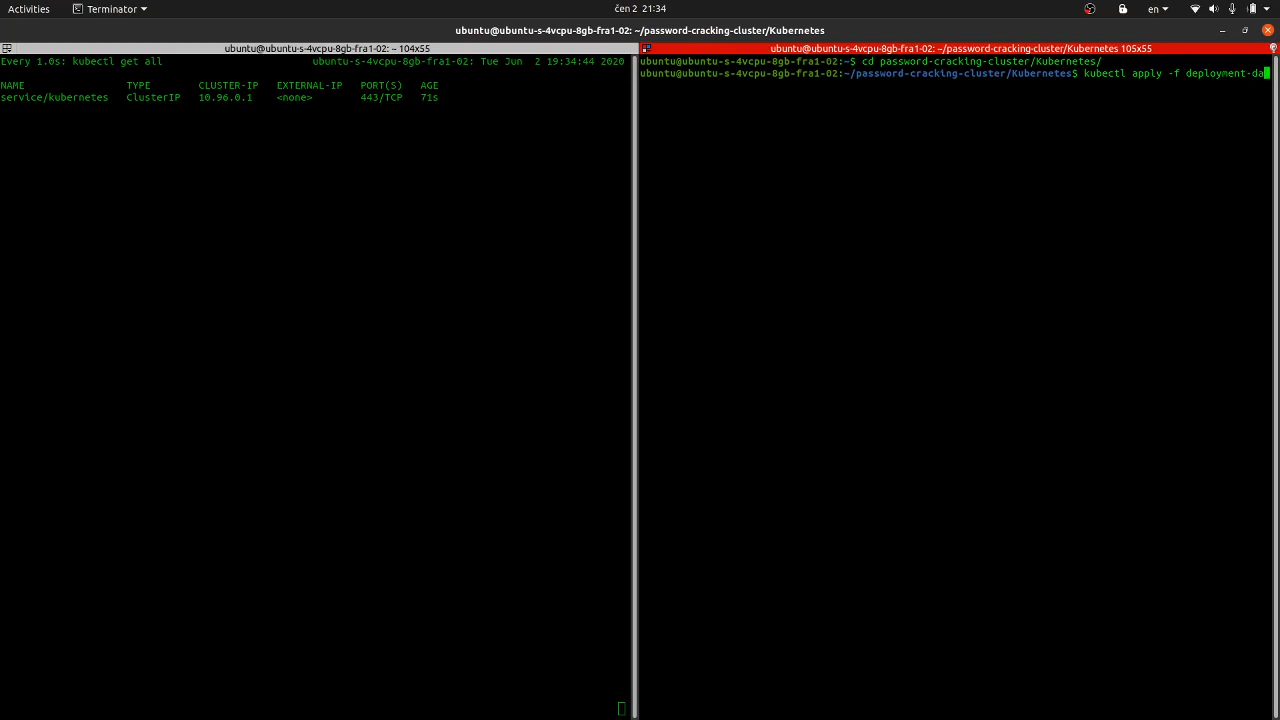 Activities Terminator čen 2 21:34 en
ubuntu@ubuntu-s-4vcpu-8gb-fra1-02: ~/password-cracking-cluster/Kubernetes
ubuntu@ubuntu-s-4vcpu-8gb-fra1-02: ~ 104x55
Every 1.0s: kubectl get all ubuntu-s-4vcpu-8gb-fra1-02: Tue Jun 2 19:34:44 2020
NAME TYPE CLUSTER-IP EXTERNAL-IP PORT(S) AGE
service/kubernetes ClusterIP 10.96.0.1 <none> 443/TCP 71s
ubuntu@ubuntu-s-4vcpu-8gb-fra1-02: ~/password-cracking-cluster/Kubernetes 105x55
ubuntu@ubuntu-s-4vcpu-8gb-fra1-02:~$ cd password-cracking-cluster/Kubernetes/
ubuntu@ubuntu-s-4vcpu-8gb-fra1-02:~/password-cracking-cluster/Kubernetes$ kubectl apply -f deployment-da